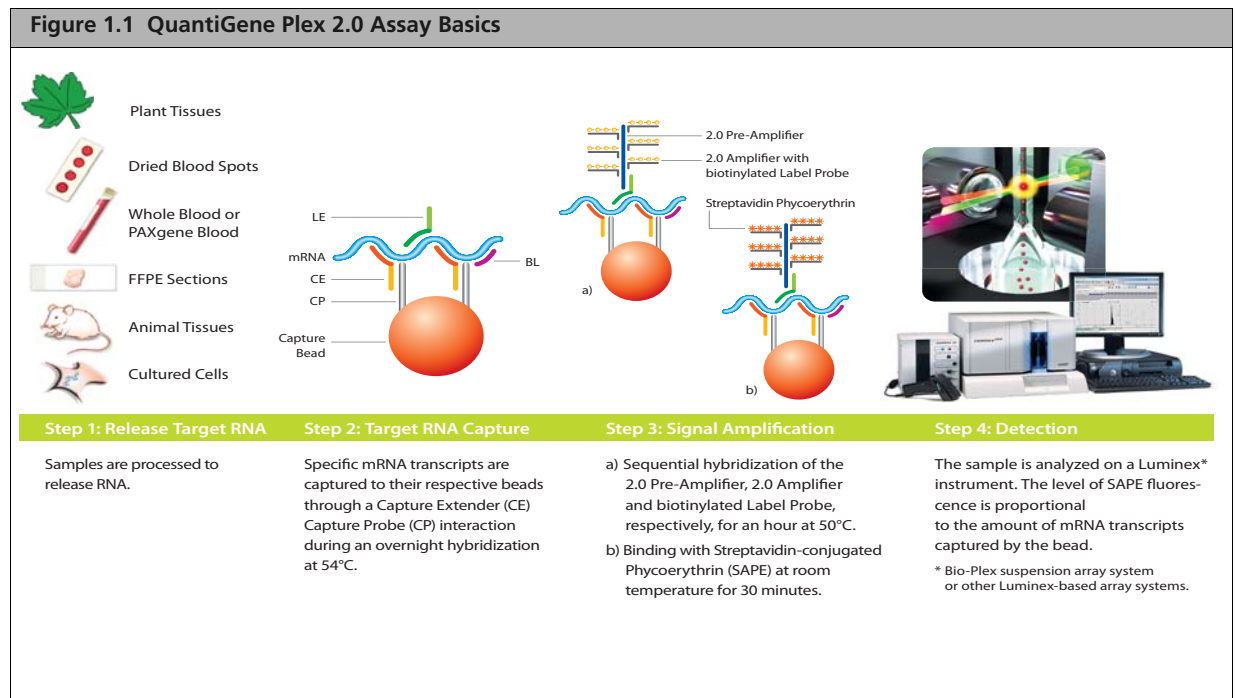 Figure 1.1 QuantiGene Plex 2.0 Assay Basics
Plant Tissues
Dried Blood Spots
Whole Blood or
PAXgene Blood
FFPE Sections
Animal Tissues
Cultured Cells
LE
mRNA
CE
CP
Capture
Bead
BL
2.0 Pre-Amplifier
2.0 Amplifier with
biotinylated Label Probe
Streptavidin Phycoerythrin
a)
b)
Step 1: Release Target RNA
Samples are processed to
release RNA.
Step 2: Target RNA Capture
Specific mRNA transcripts are
captured to their respective beads
through a Capture Extender (CE)
Capture Probe (CP) interaction
during an overnight hybridization
at 54°C.
Step 3: Signal Amplification
a) Sequential hybridization of the
2.0 Pre-Amplifier, 2.0 Amplifier
and biotinylated Label Probe,
respectively, for an hour at 50°C.
b) Binding with Streptavidin-conjugated
Phycoerythrin (SAPE) at room
temperature for 30 minutes.
Step 4: Detection
The sample is analyzed on a Luminex*
instrument. The level of SAPE fluores-
cence is proportional
to the amount of mRNA transcripts
captured by the bead.
* Bio-Plex suspension array system
or other Luminex-based array systems.